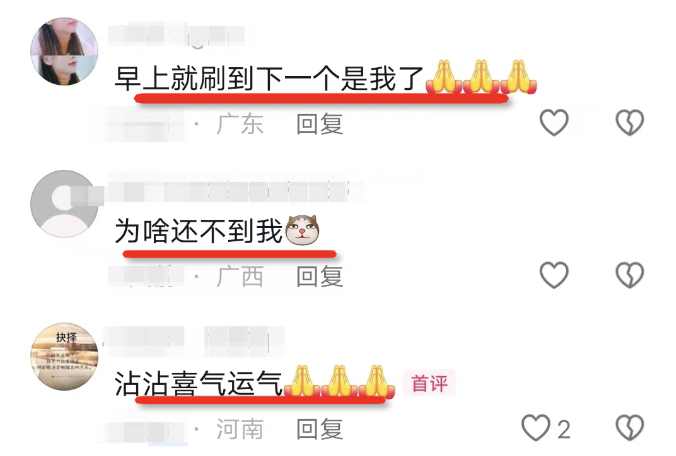 早上就刷到下一个是我了🙏🙏🙏
· 广东 回复
为啥还不到我
· 广西 回复
抉择
沾沾喜气运气🙏🙏🙏 首评
· 河南 回复 2